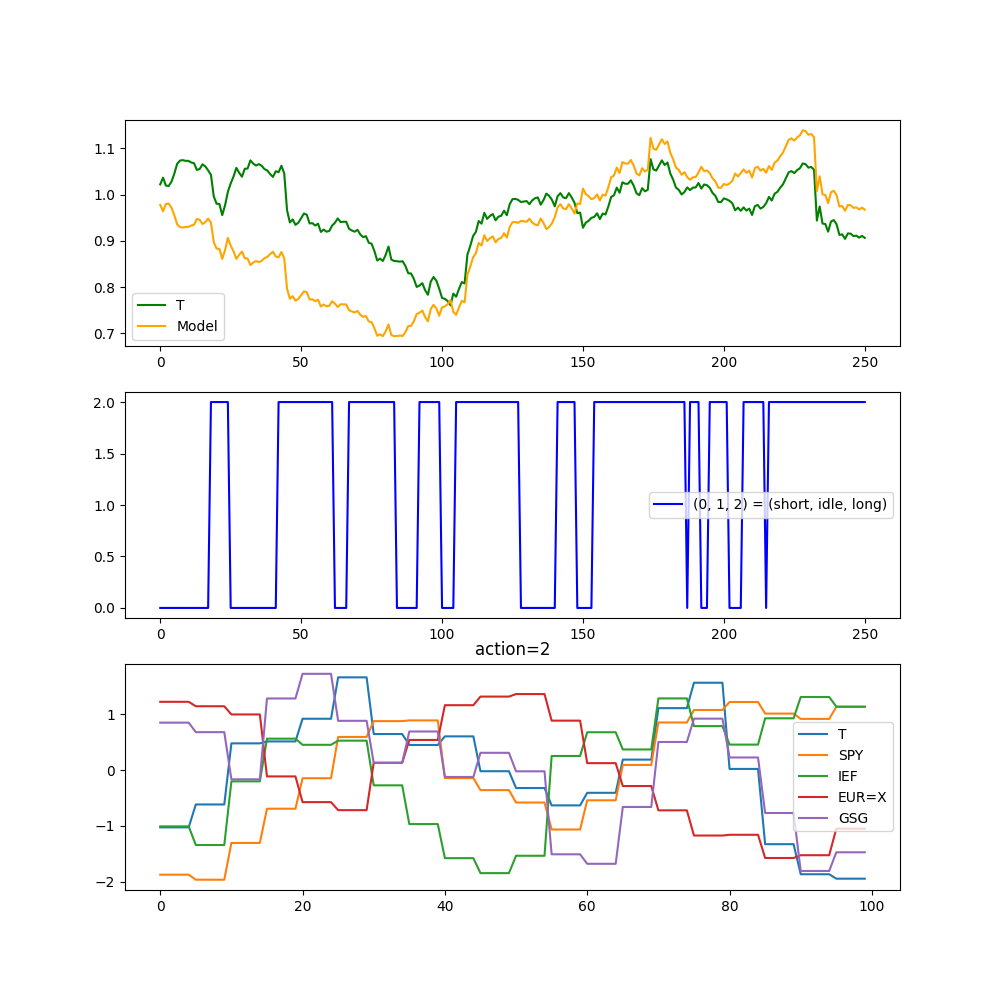 1.1
1.0
0.9
0.8
0.7
T
Model
0 50 100 150 200 250
2.0
1.5
1.0
0.5
0.0
(0, 1, 2) = (short, idle, long)
0 50 100 150 200 250
action=2
1
0
−1
−2
T
SPY
IEF
EUR=X
GSG
0 20 40 60 80 100